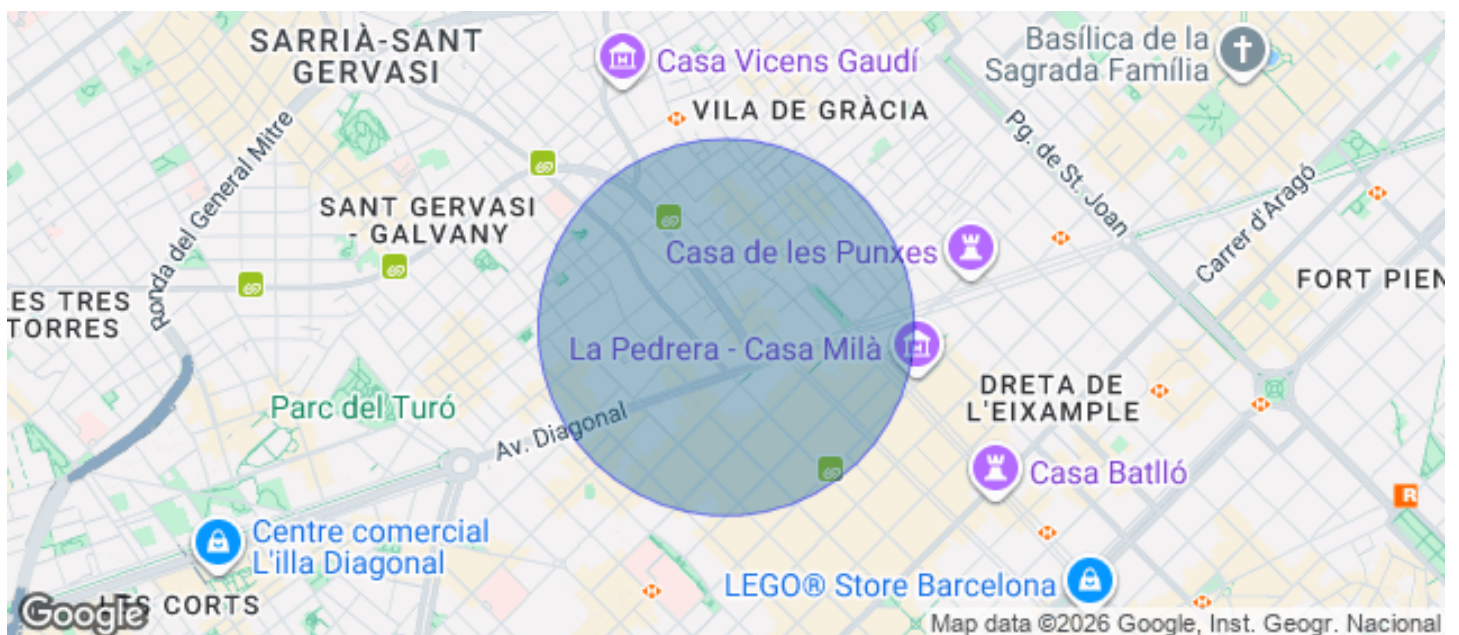 SARRIÀ-SANT
GERVASI
Casa Vicens Gaudí
Basílica de la
Sagrada Família
VILA DE GRÀCIA
Ronda del General Mitre
Pg. de St. Joan
Carrer d'Aragó
SANT GERVASI
- GALVANY
Casa de les Punxes
FORT PIEN
ES TRES
TORRES
La Pedrera - Casa Milà
DRETA DE
L'EIXAMPLE
Parc del Turó
Av. Diagonal
Casa Batlló
R
Centre comercial
L'illa Diagonal
LEGO® Store Barcelona
CORTS
Google
Map data ©2026 Google, Inst. Geogr. Nacional